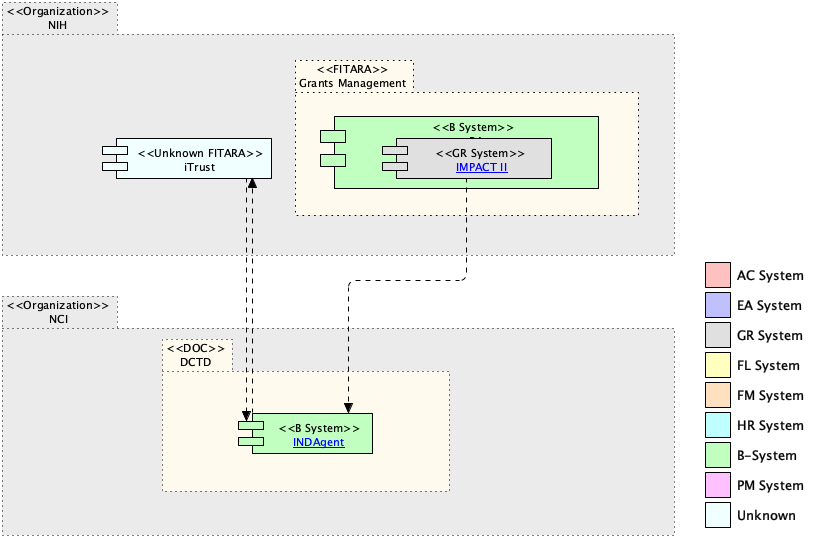 <<Organization>>
NIH
<<FITARA>>
Grants Management
<<B System>>
<<Unknown FITARA>>
iTrust
<<GR System>>
IMPACT II
<<Organization>>
NCI
<<DOC>>
DCTD
<<B System>>
INDAgent
AC System
EA System
GR System
FL System
FM System
HR System
B-System
PM System
Unknown